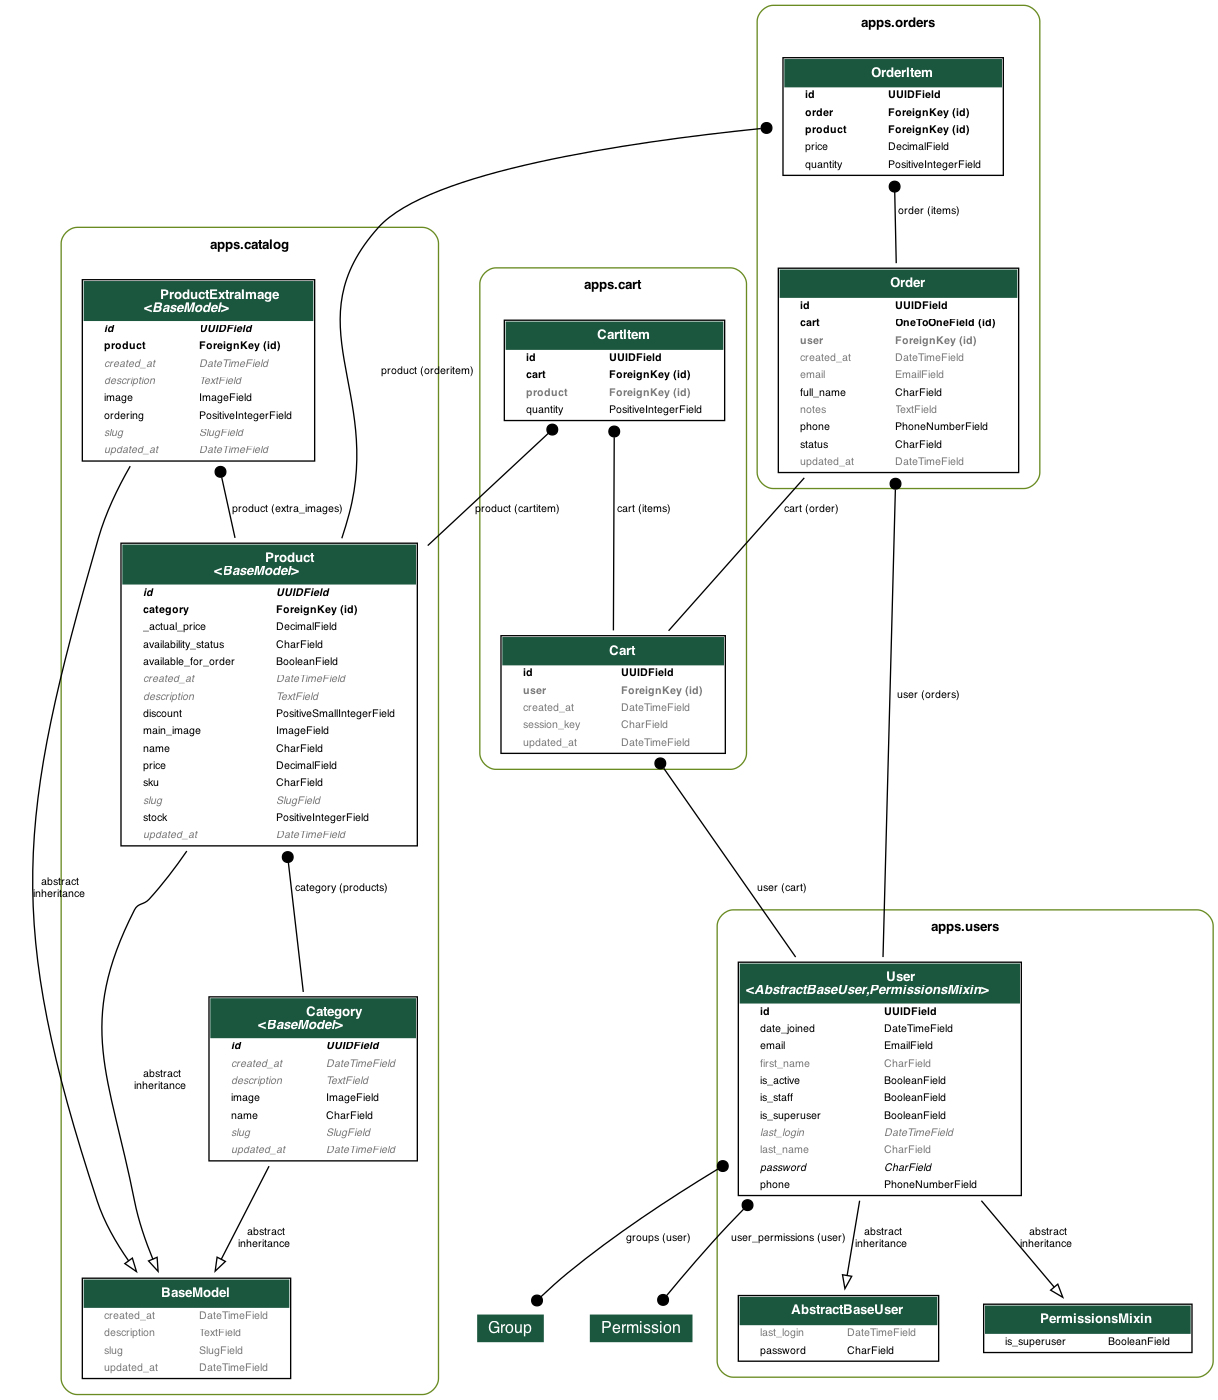 apps.orders
OrderItem
id UUIDField
order ForeignKey (id)
product ForeignKey (id)
price DecimalField
quantity PositiveIntegerField
order (items)
Order
id UUIDField
cart OneToOneField (id)
user ForeignKey (id)
created_at DateTimeField
email EmailField
full_name CharField
notes TextField
phone PhoneNumberField
status CharField
updated_at DateTimeField
apps.catalog
ProductExtraImage
<BaseModel>
id UUIDField
product ForeignKey (id)
created_at DateTimeField
description TextField
image ImageField
ordering PositiveIntegerField
slug SlugField
updated_at DateTimeField
product (extra_images)
product (orderitem)
apps.cart
CartItem
id UUIDField
cart ForeignKey (id)
product ForeignKey (id)
quantity PositiveIntegerField
product (cartitem)
cart (items)
cart (order)
Product
<BaseModel>
id UUIDField
category ForeignKey (id)
_actual_price DecimalField
availability_status CharField
available_for_order BooleanField
created_at DateTimeField
description TextField
discount PositiveSmallIntegerField
main_image ImageField
name CharField
price DecimalField
sku CharField
slug SlugField
stock PositiveIntegerField
updated_at DateTimeField
Cart
id UUIDField
user ForeignKey (id)
created_at DateTimeField
session_key CharField
updated_at DateTimeField
user (orders)
abstract
inheritance
category (products)
user (cart)
Category
<BaseModel>
id UUIDField
created_at DateTimeField
description TextField
image ImageField
name CharField
slug SlugField
updated_at DateTimeField
abstract
inheritance
abstract
inheritance
BaseModel
created_at DateTimeField
description TextField
slug SlugField
updated_at DateTimeField
apps.users
User
<AbstractBaseUser,PermissionsMixin>
id UUIDField
date_joined DateTimeField
email EmailField
first_name CharField
is_active BooleanField
is_staff BooleanField
is_superuser BooleanField
last_login DateTimeField
last_name CharField
password CharField
phone PhoneNumberField
groups (user)
user_permissions (user)
abstract
inheritance
abstract
inheritance
Group
Permission
AbstractBaseUser
last_login DateTimeField
password CharField
PermissionsMixin
is_superuser BooleanField